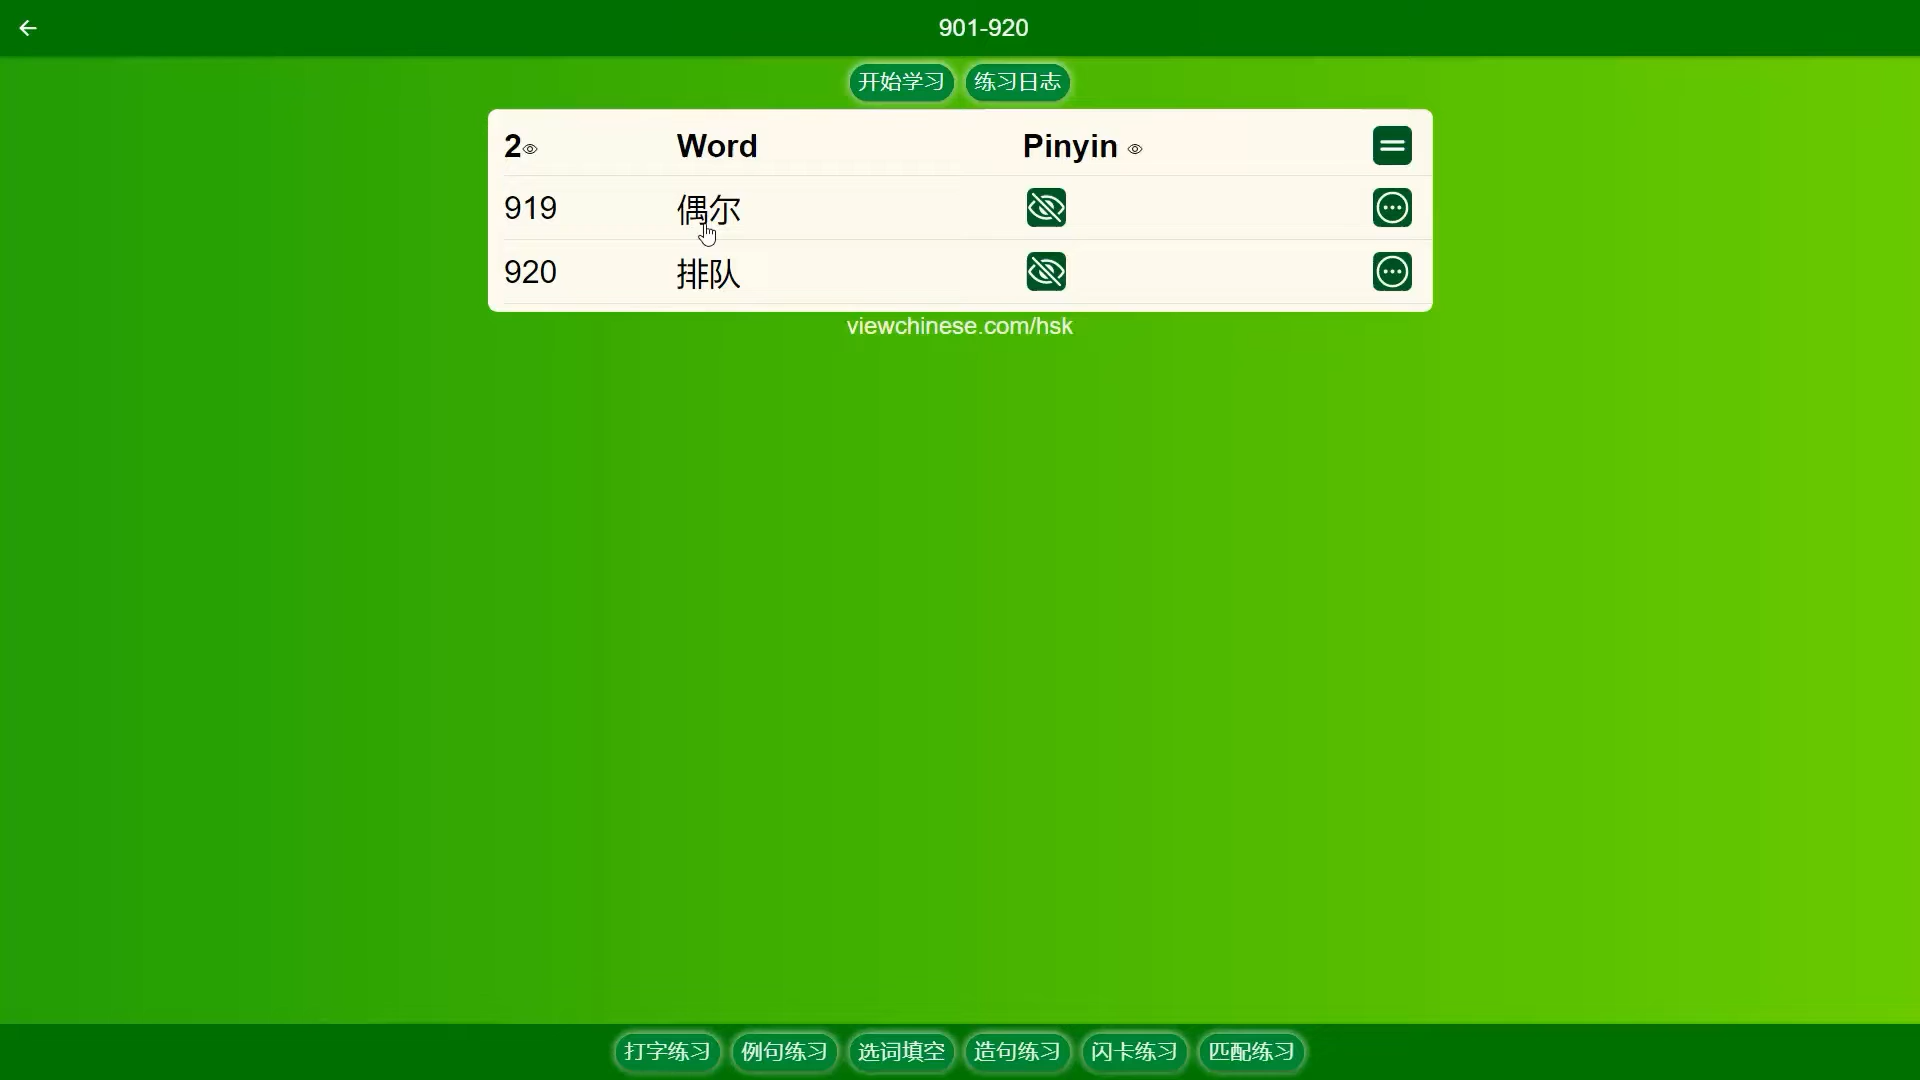 901-920
开始学习 练习日志
2 Word Pinyin
919 偶尔
920 排队
viewchinese.com/hsk
打字练习 例句练习 选词填空 造句练习 闪卡练习 匹配练习